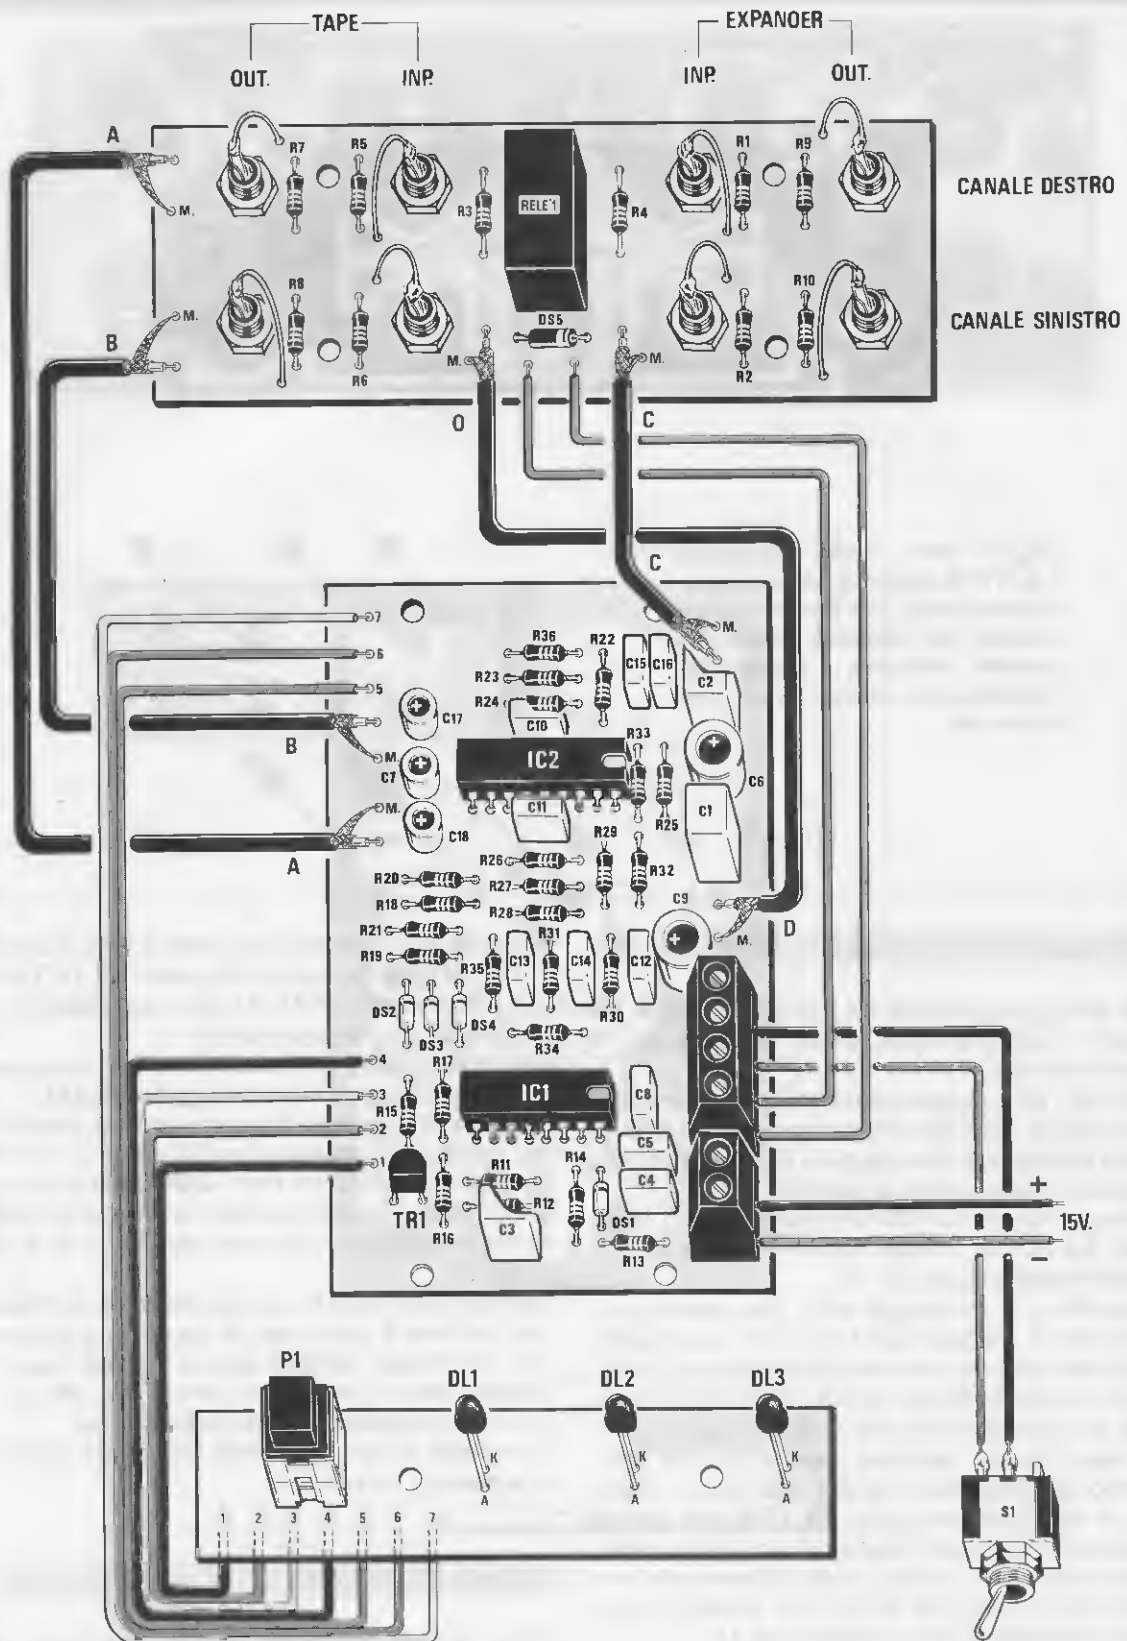 TAPE
EXPANOER
OUT.
INP.
INP.
OUT.
A
R7
R5
R1
R9
CANALE DESTRO
M.
R3
RELE'1
R4
R8
R10
M.
DS5
CANALE SINISTRO
B
R6
M.
M.
R2
O
C
C
7
M.
6
R36
R22
R23
C15
C16
C2
5
R24
C17
C10
R33
B
M.
IC2
C7
C6
M.
C11
C1
C18
R29
R25
A
R26
R32
R20
R27
R18
R28
C9
R21
R31
M.
D
R19
R35
C13
C14
C12
DS2
DS4
R30
DS3
R34
4
R17
3
IC1
C8
R15
2
C5
1
R11
R14
C4
TR1
R12
+
R16
C3
DS1
15V.
R13
−
P1
DL1
DL2
DL3
K
K
K
A
A
A
1
2
3
4
5
6
7
S1